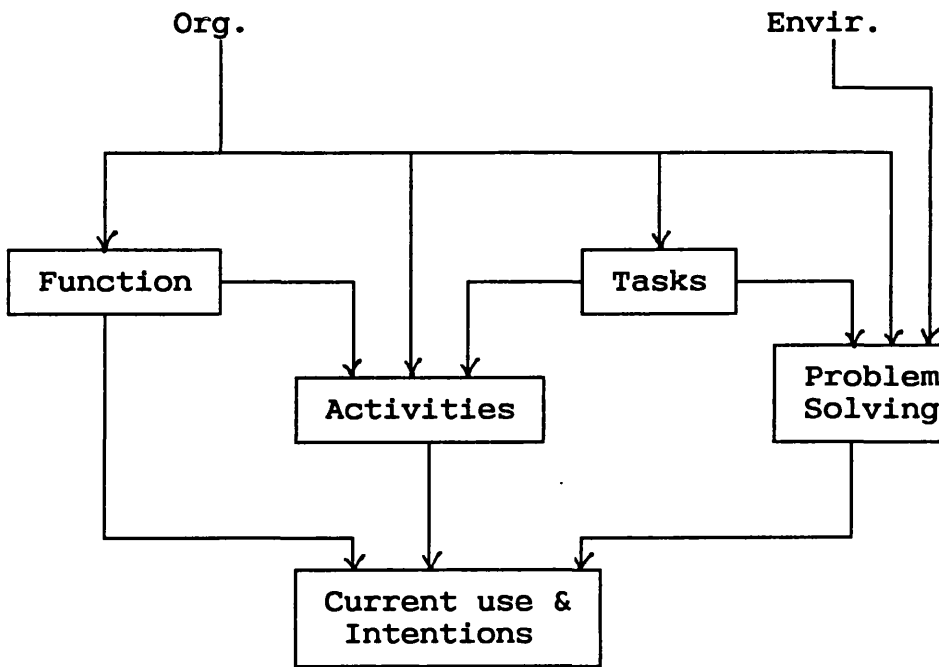 Org.
Envir.
Function
Tasks
Activities
Problem
Solving
Current use &
Intentions